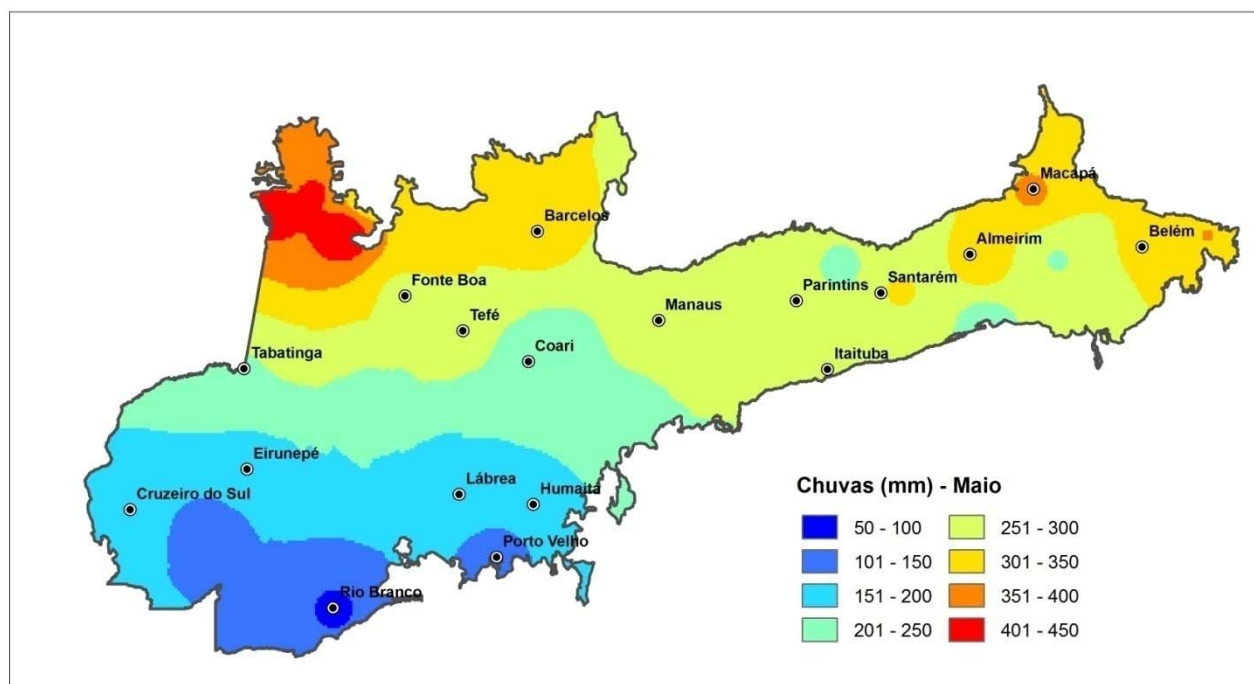 Macapá
Barcelos
Belém
Almeirim
Fonte Boa
Santarém
Parintins
Manaus
Tefé
Coari
Itaituba
Tabatinga
Eirunepé
Lábrea
Humaitá
Cruzeiro do Sul
Porto Velho
Rio Branco
Chuvas (mm) - Maio
50 - 100
101 - 150
151 - 200
201 - 250
251 - 300
301 - 350
351 - 400
401 - 450